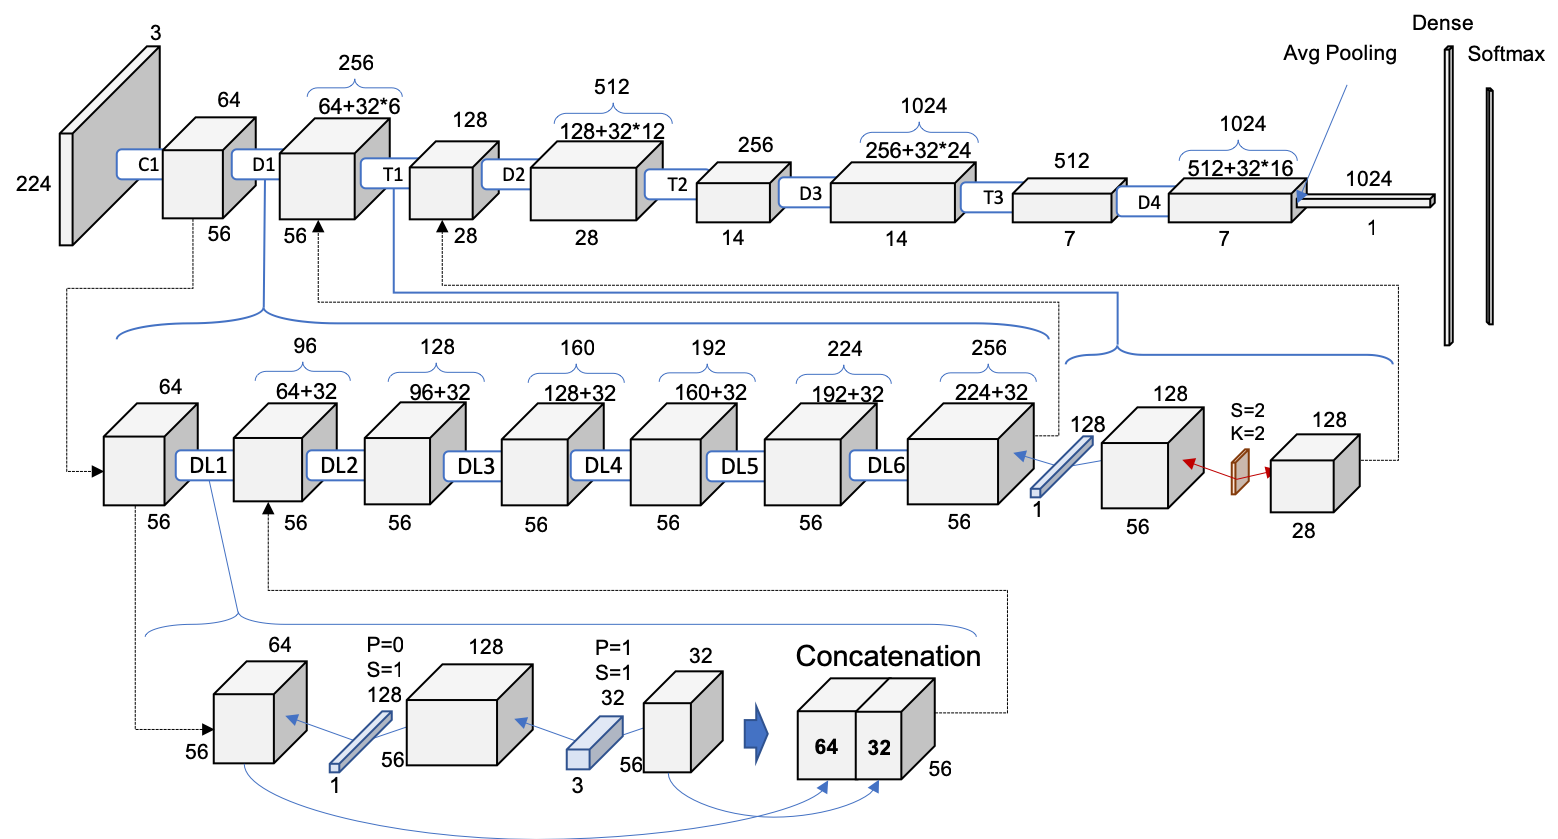 Dense
3
Avg Pooling
Softmax
256
64
64+32*6
512
128
128+32*12
1024
256
256+32*24
1024
512
512+32*16
1024
224
C1
D1
T1
D2
T2
D3
T3
D4
56
56
28
28
14
14
7
7
1
96
128
160
192
224
256
64
64+32
96+32
128+32
160+32
192+32
224+32
128
128
S=2
K=2
128
DL1
DL2
DL3
DL4
DL5
DL6
56
56
56
56
56
56
56
1
56
28
64
P=0
S=1
128
128
P=1
S=1
32
32
Concatenation
64
32
56
1
56
3
56
56